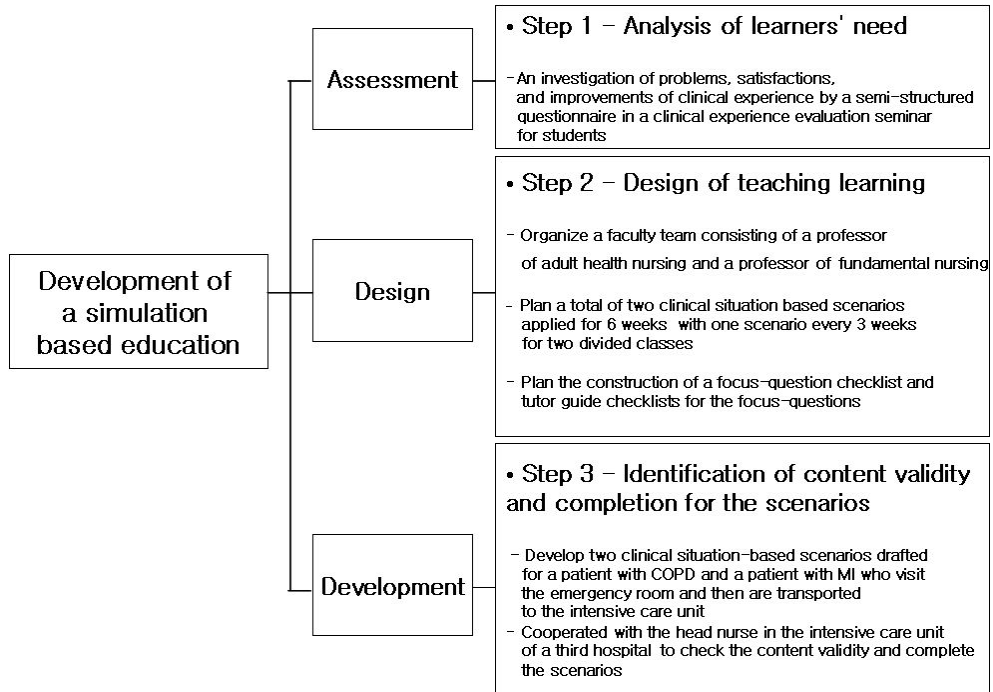 Development of
a simulation
based education
Assessment
• Step 1 - Analysis of learners' need
- An investigation of problems, satisfactions,
and improvements of clinical experience by a semi-structured
questionnaire in a clinical experience evaluation seminar
for students
Design
• Step 2 - Design of teaching learning
- Organize a faculty team consisting of a professor
of adult health nursing and a professor of fundamental nursing
- Plan a total of two clinical situation based scenarios
applied for 6 weeks with one scenario every 3 weeks
for two divided classes
- Plan the construction of a focus-question checklist and
tutor guide checklists for the focus-questions
Development
• Step 3 - Identification of content validity
and completion for the scenarios
- Develop two clinical situation-based scenarios drafted
for a patient with COPD and a patient with MI who visit
the emergency room and then are transported
to the intensive care unit
- Cooperated with the head nurse in the intensive care unit
of a third hospital to check the content validity and complete
the scenarios